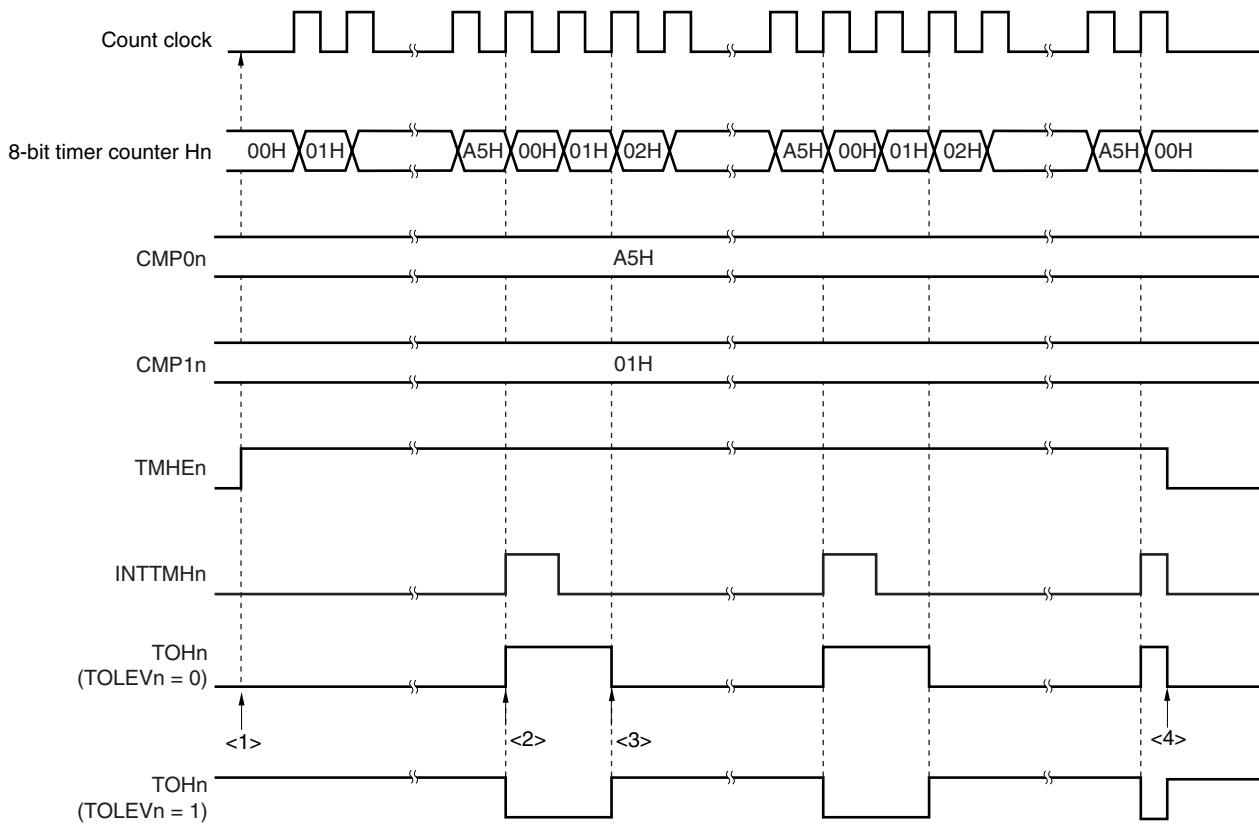 Count clock
8-bit timer counter Hn 00H 01H A5H 00H 01H 02H A5H 00H 01H 02H A5H 00H
CMP0n A5H
CMP1n 01H
TMHEn
INTTMHn
TOHn
(TOLEVn = 0)
<1> <2> <3> <4>
TOHn
(TOLEVn = 1)